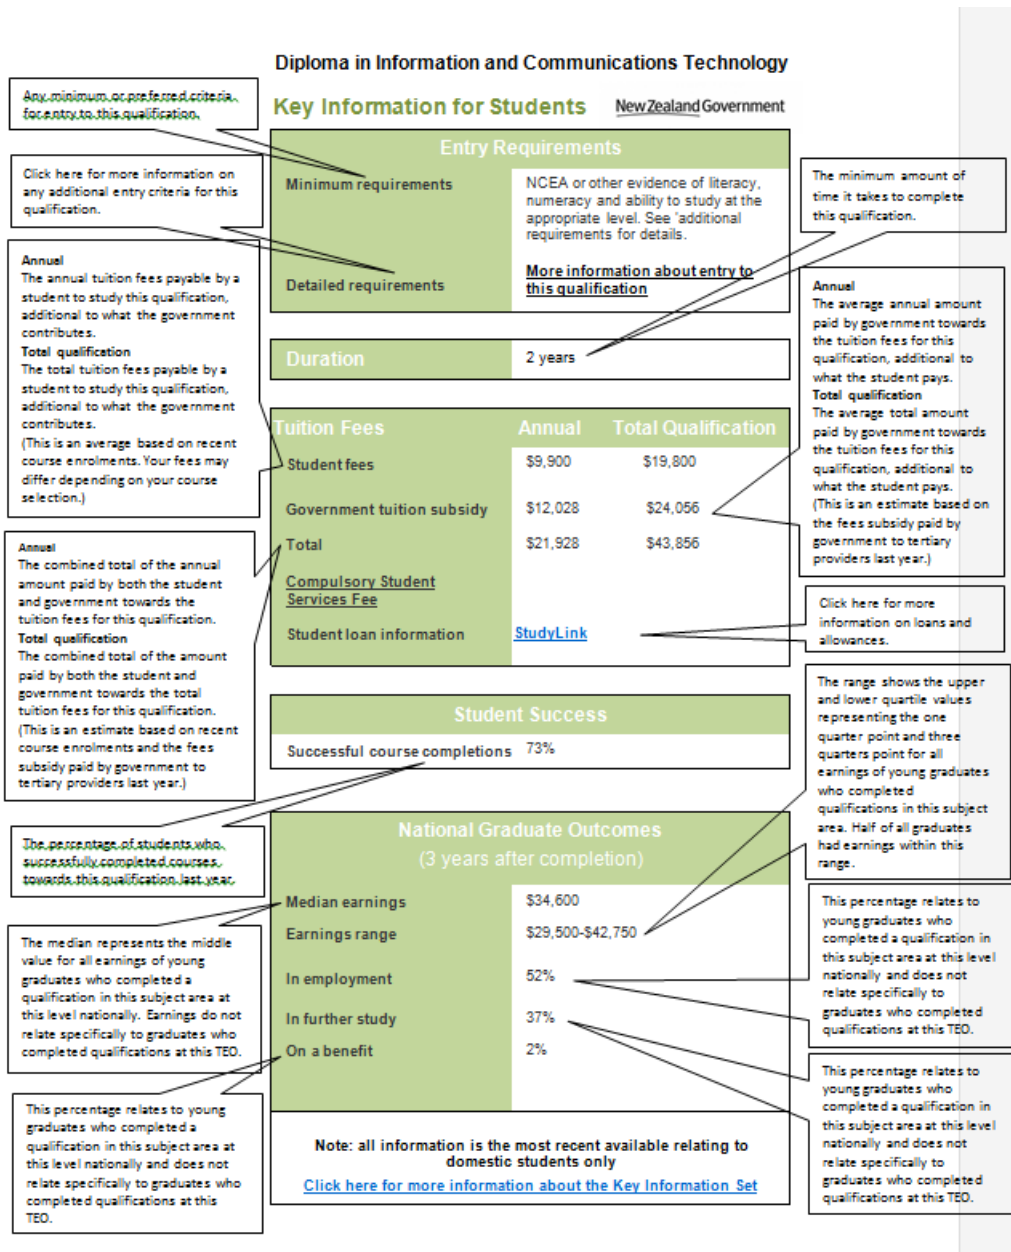 Diploma in Information and Communications Technology
Key Information for Students
New Zealand Government
Entry Requirements
Minimum requirements
NCEA or other evidence of literacy,
numeracy and ability to study at the
appropriate level. See 'additional
requirements for details.
Detailed requirements
More information about entry to
this qualification
Duration
2 years
Tuition Fees Annual Total Qualification
Student fees $9,900 $19,800
Government tuition subsidy $12,028 $24,056
Total $21,928 $43,856
Compulsory Student
Services Fee
Student loan information StudyLink
Student Success
Successful course completions 73%
National Graduate Outcomes
(3 years after completion)
Median earnings $34,600
Earnings range $29,500-$42,750
In employment 52%
In further study 37%
On a benefit 2%
Note: all information is the most recent available relating to
domestic students only
Click here for more information about the Key Information Set
Any minimum or preferred criteria
for entry to this qualification.
Click here for more information on
any additional entry criteria for this
qualification.
Annual
The annual tuition fees payable by a
student to study this qualification,
additional to what the government
contributes.
Total qualification
The total tuition fees payable by a
student to study this qualification,
additional to what the government
contributes.
(This is an average based on recent
course enrolments. Your fees may
differ depending on your course
selection.)
Annual
The combined total of the annual
amount paid by both the student
and government towards the
tuition fees for this qualification.
Total qualification
The combined total of the amount
paid by both the student and
government towards the total
tuition fees for this qualification.
(This is an estimate based on recent
course enrolments and the fees
subsidy paid by government to
tertiary providers last year.)
The percentage of students who
successfully completed courses
towards this qualification last year.
The median represents the middle
value for all earnings of young
graduates who completed a
qualification in this subject area at
this level nationally. Earnings do not
relate specifically to graduates who
completed qualifications at this TEO.
This percentage relates to young
graduates who completed a
qualification in this subject area at
this level nationally and does not
relate specifically to graduates who
completed qualifications at this
TEO.
The minimum amount of
time it takes to complete
this qualification.
Annual
The average annual amount
paid by government towards
the tuition fees for this
qualification, additional to
what the student pays.
Total qualification
The average total amount
paid by government towards
the tuition fees for this
qualification, additional to
what the student pays.
(This is an estimate based on
the fees subsidy paid by
government to tertiary
providers last year.)
Click here for more
information on loans and
allowances.
The range shows the upper
and lower quartile values
representing the one
quarter point and three
quarters point for all
earnings of young graduates
who completed
qualifications in this subject
area. Half of all graduates
had earnings within this
range.
This percentage relates to
young graduates who
completed a qualification in
this subject area at this level
nationally and does not
relate specifically to
graduates who completed
qualifications at this TEO.
This percentage relates to
young graduates who
completed a qualification in
this subject area at this level
nationally and does not
relate specifically to
graduates who completed
qualifications at this TEO.